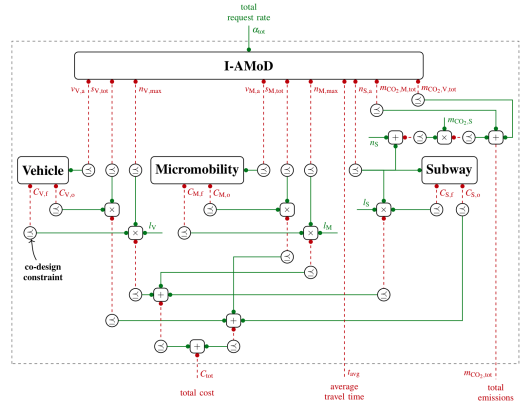 total
request rate
α_tot
I-AMoD
v_V,a s_V,tot n_V,max v_M,a s_M,tot n_M,max n_S,a m_CO₂,M,tot m_CO₂,V,tot
m_CO₂,S
n_S
Vehicle Micromobility Subway
C_V,f C_V,o C_M,f C_M,o C_S,f C_S,o
l_V l_M l_S
co-design
constraint
C_tot t_avg m_CO₂,tot
total cost
average
travel time
total
emissions